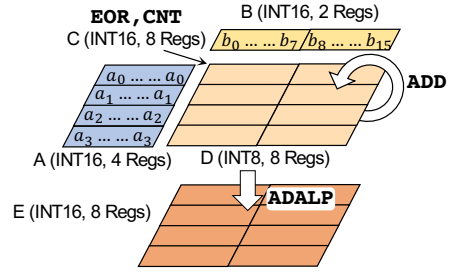 B (INT16, 2 Regs)
EOR,CNT
C (INT16, 8 Regs)
b₀ ... ... b₇ b₈ ... ... b₁₅
a₀ ... ... a₀
a₁ ... ... a₁
a₂ ... ... a₂
a₃ ... ... a₃
ADD
A (INT16, 4 Regs)
D (INT8, 8 Regs)
ADALP
E (INT16, 8 Regs)